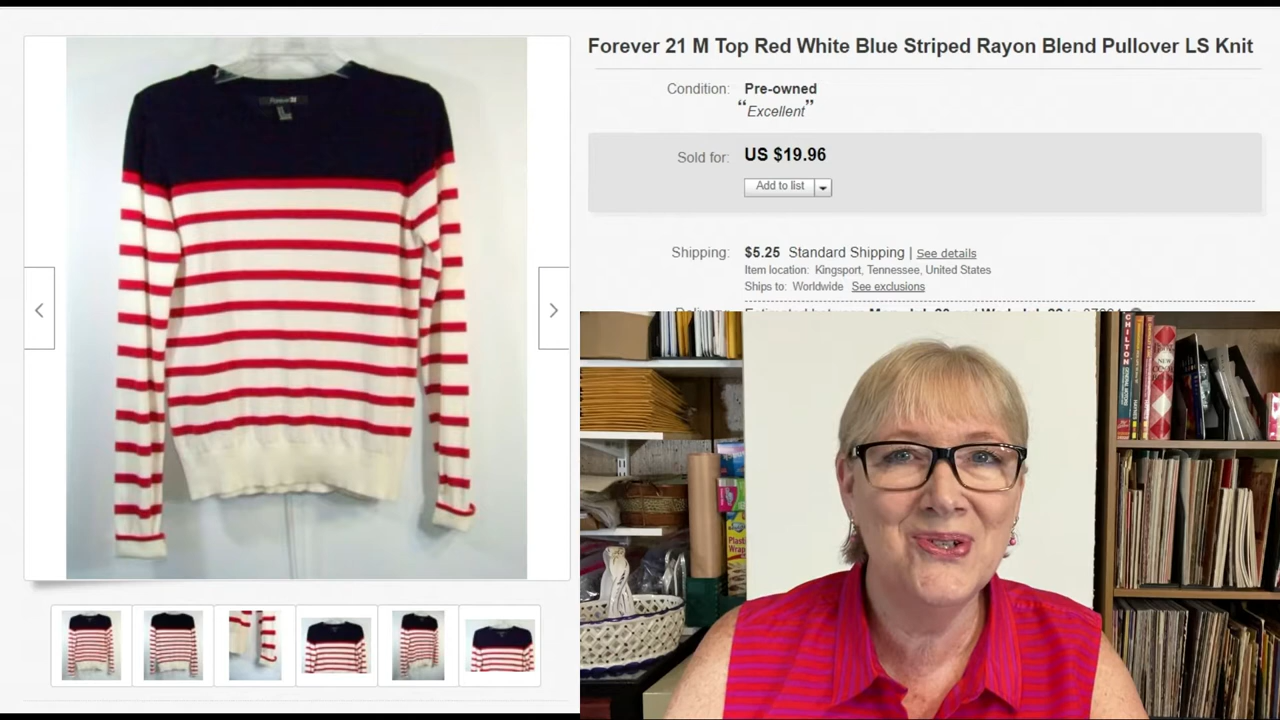 Forever 21 M Top Red White Blue Striped Rayon Blend Pullover LS Knit
Condition: Pre-owned
“Excellent”
Sold for: US $19.96
Add to list
Shipping: $5.25 Standard Shipping | See details
Item location: Kingsport, Tennessee, United States
Ships to: Worldwide See exclusions
CHILTON